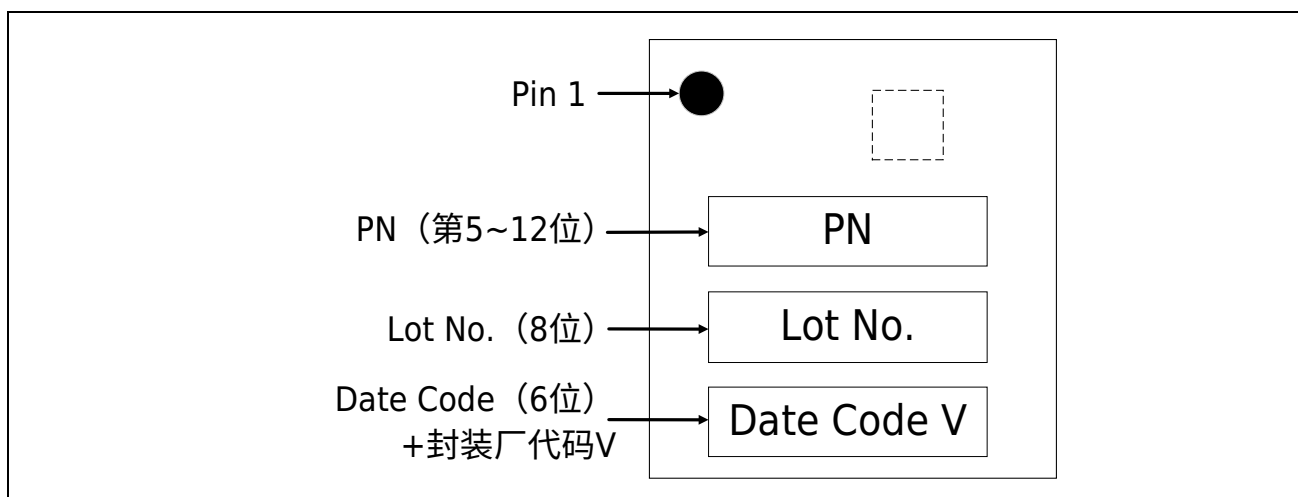 Pin 1
PN（第5~12位）
PN
Lot No.（8位）
Lot No.
Date Code（6位）
+封装厂代码V
Date Code V